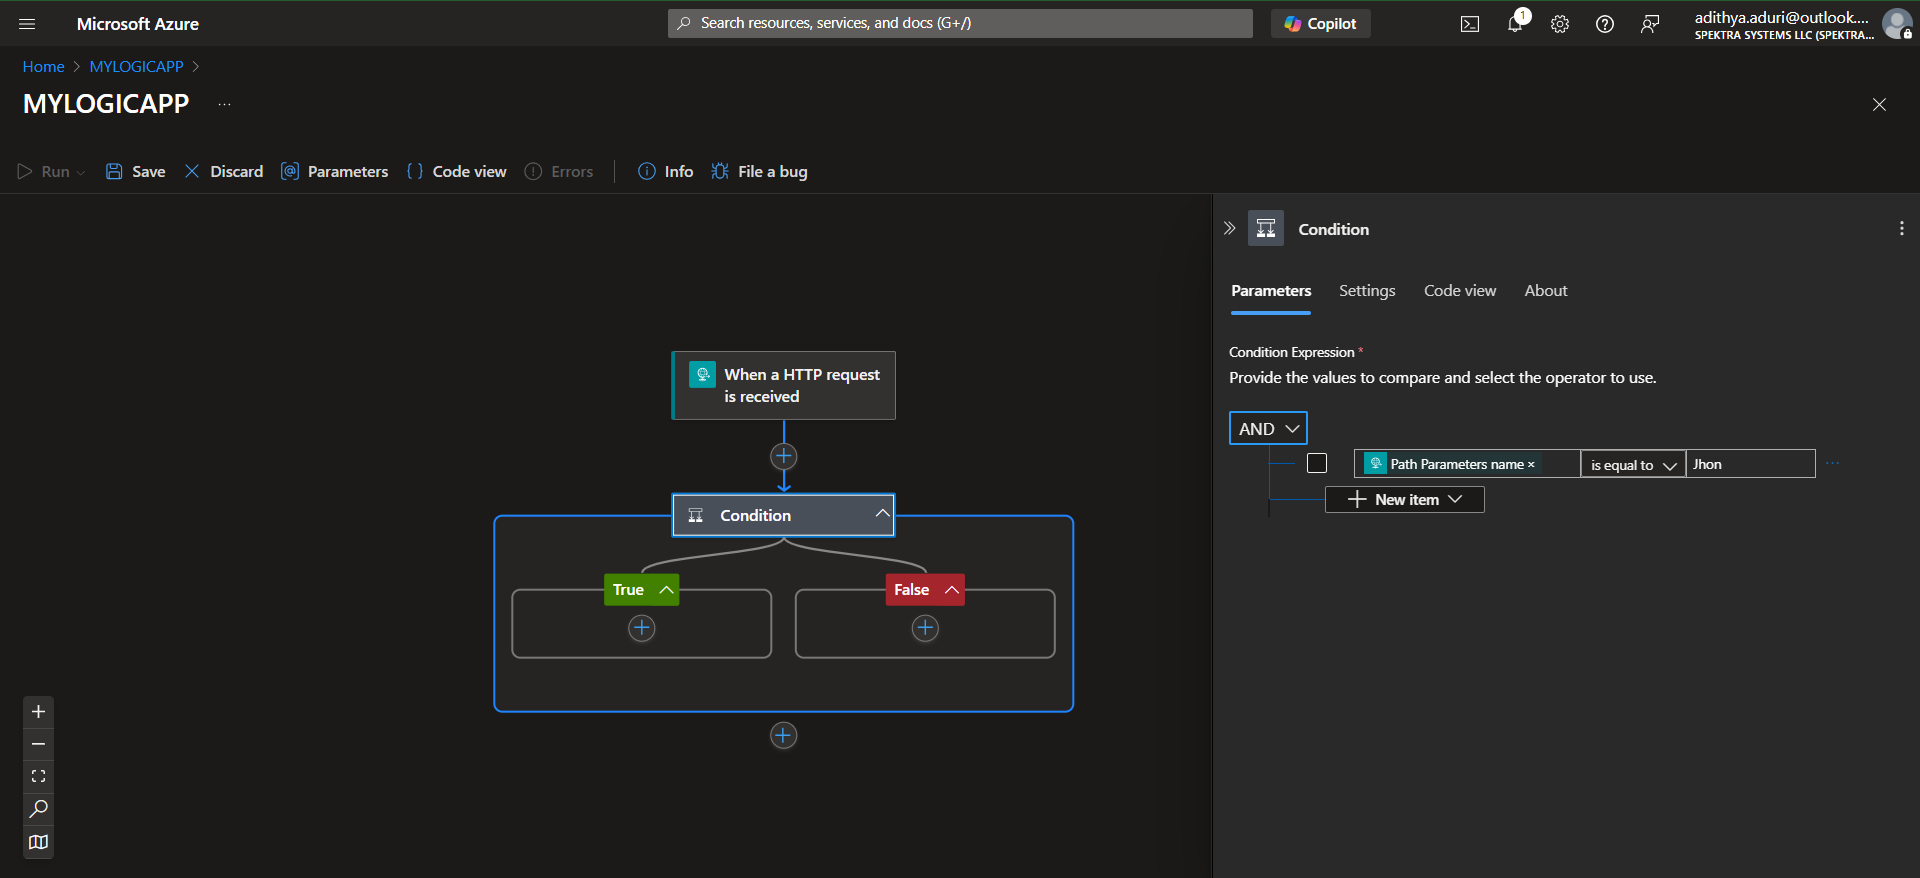 Microsoft Azure
Search resources, services, and docs (G+/)
Copilot
1
adithya.aduri@outlook....
SPEKTRA SYSTEMS LLC (SPEKTRA...
Home > MYLOGICAPP >
MYLOGICAPP ...
Run
Save
Discard
Parameters
Code view
Errors
Info
File a bug
Condition
Parameters
Settings
Code view
About
Condition Expression *
Provide the values to compare and select the operator to use.
AND
Path Parameters name ×
is equal to
Jhon
New item
When a HTTP request
is received
Condition
True
False